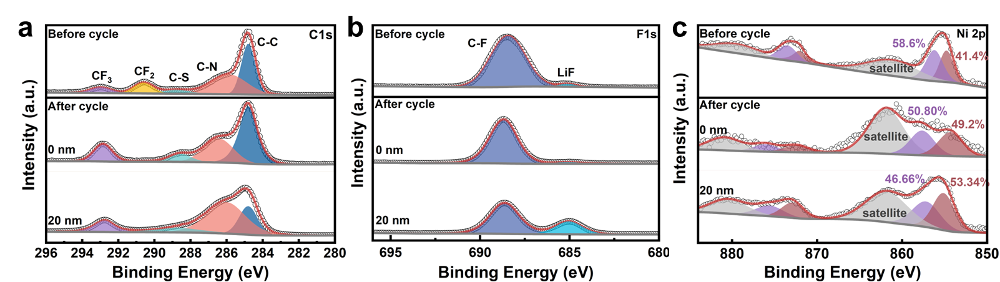 a
Before cycle
C1s
C-C
C-N
CF3
CF2
C-S
After cycle
0 nm
20 nm
296 294 292 290 288 286 284 282 280
Binding Energy (eV)
Intensity (a.u.)
b
Before cycle
F1s
C-F
LiF
After cycle
0 nm
20 nm
695 690 685 680
Binding Energy (eV)
Intensity (a.u.)
c
Before cycle
Ni 2p
58.6%
41.4%
satellite
After cycle
50.80%
49.2%
0 nm
satellite
46.66%
53.34%
20 nm
satellite
880 870 860 850
Binding Energy (eV)
Intensity (a.u.)